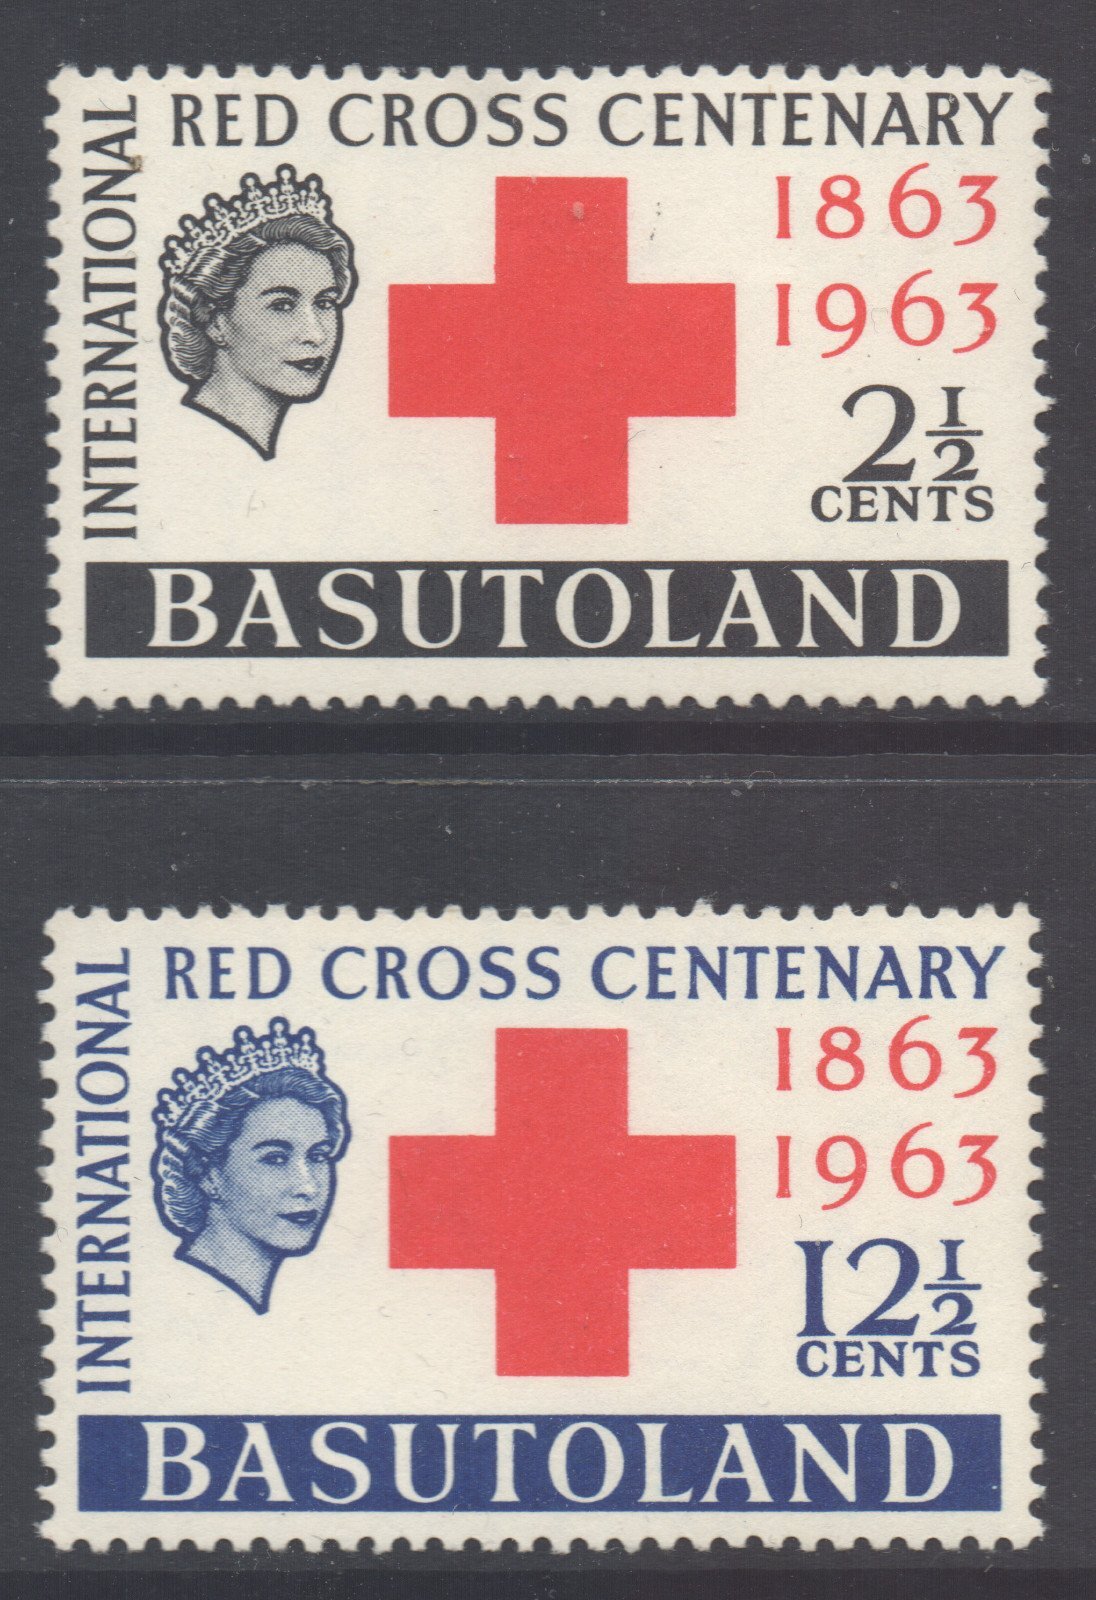 INTERNATIONAL
RED CROSS CENTENARY
1863
1963
2½
CENTS
BASUTOLAND
INTERNATIONAL
RED CROSS CENTENARY
1863
1963
12½
CENTS
BASUTOLAND